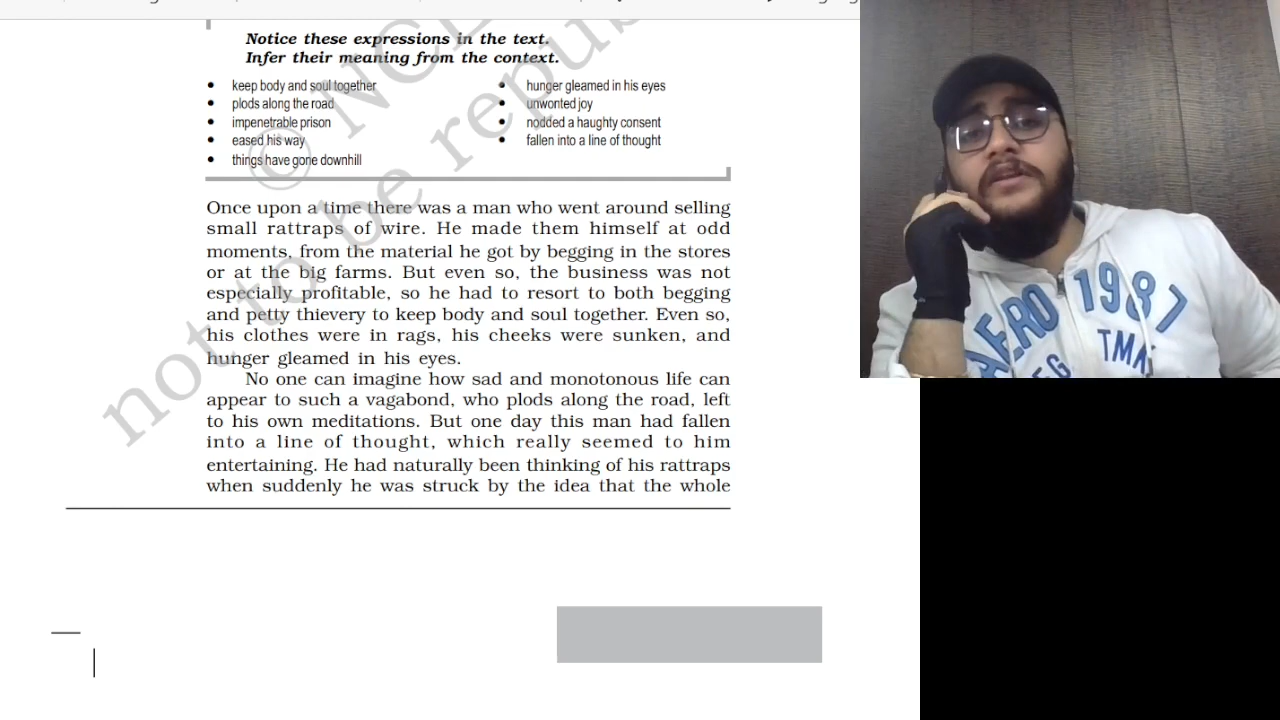 Notice these expressions in the text.
Infer their meaning from the context.
keep body and soul together
plods along the road
impenetrable prison
eased his way
things have gone downhill
hunger gleamed in his eyes
unwonted joy
nodded a haughty consent
fallen into a line of thought
Once upon a time there was a man who went around selling
small rattraps of wire. He made them himself at odd
moments, from the material he got by begging in the stores
or at the big farms. But even so, the business was not
especially profitable, so he had to resort to both begging
and petty thievery to keep body and soul together. Even so,
his clothes were in rags, his cheeks were sunken, and
hunger gleamed in his eyes.
No one can imagine how sad and monotonous life can
appear to such a vagabond, who plods along the road, left
to his own meditations. But one day this man had fallen
into a line of thought, which really seemed to him
entertaining. He had naturally been thinking of his rattraps
when suddenly he was struck by the idea that the whole
© NCE
not to be repub
AERO 1987
TMA